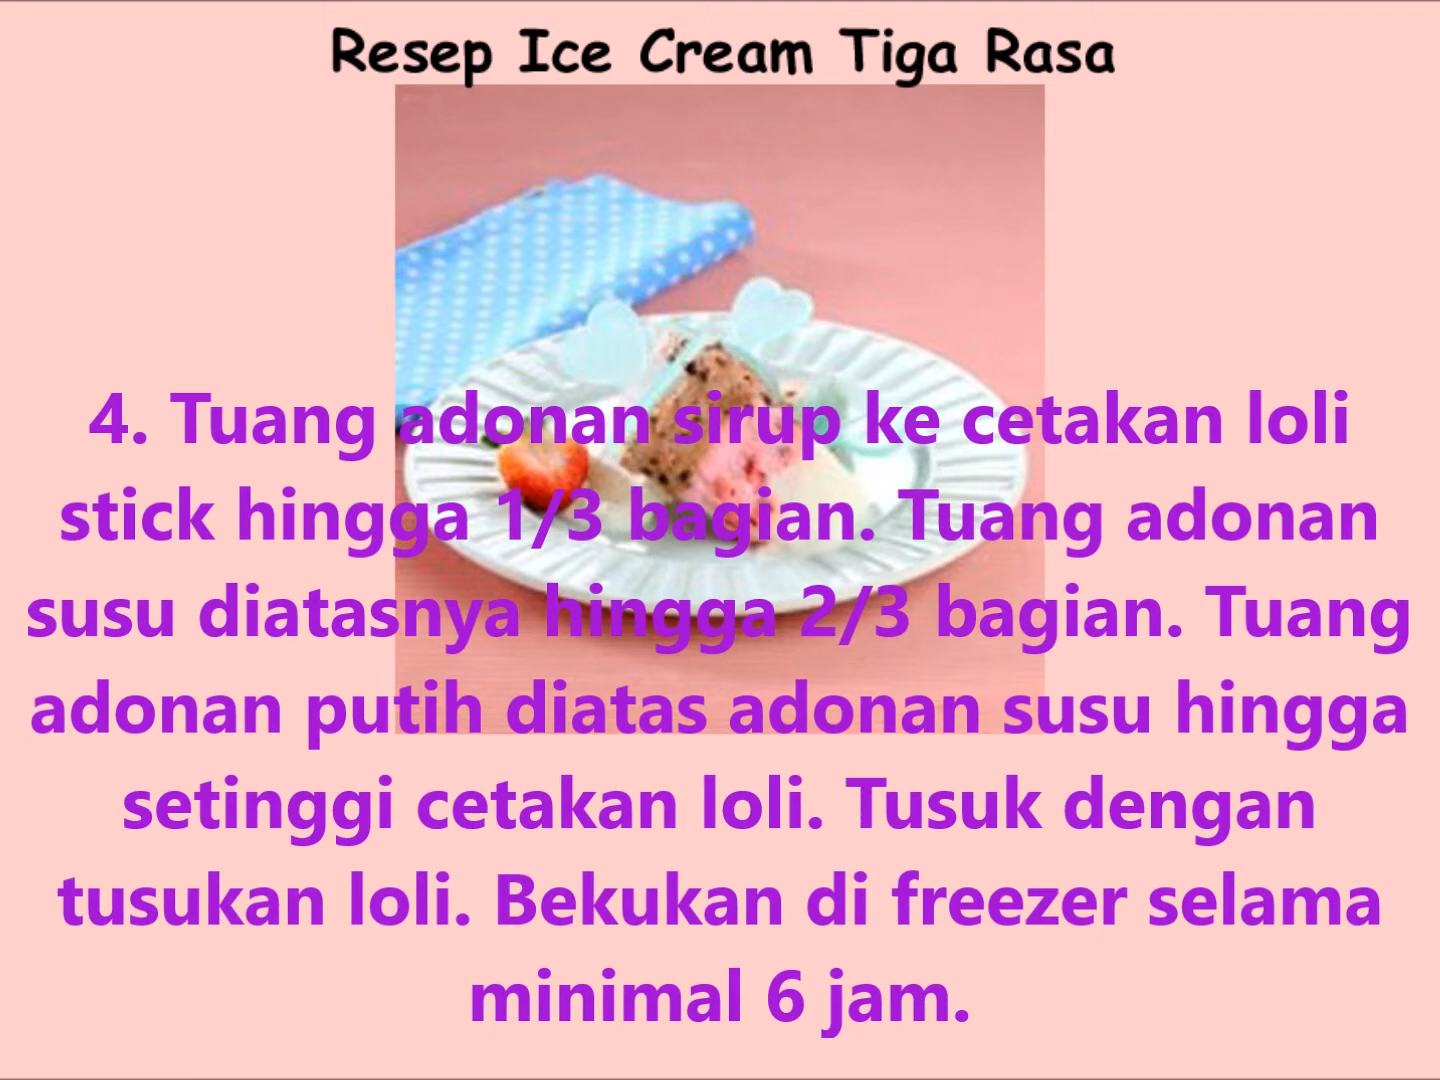 Resep Ice Cream Tiga Rasa
4. Tuang adonan sirup ke cetakan loli
stick hingga 1/3 bagian. Tuang adonan
susu diatasnya hingga 2/3 bagian. Tuang
adonan putih diatas adonan susu hingga
setinggi cetakan loli. Tusuk dengan
tusukan loli. Bekukan di freezer selama
minimal 6 jam.